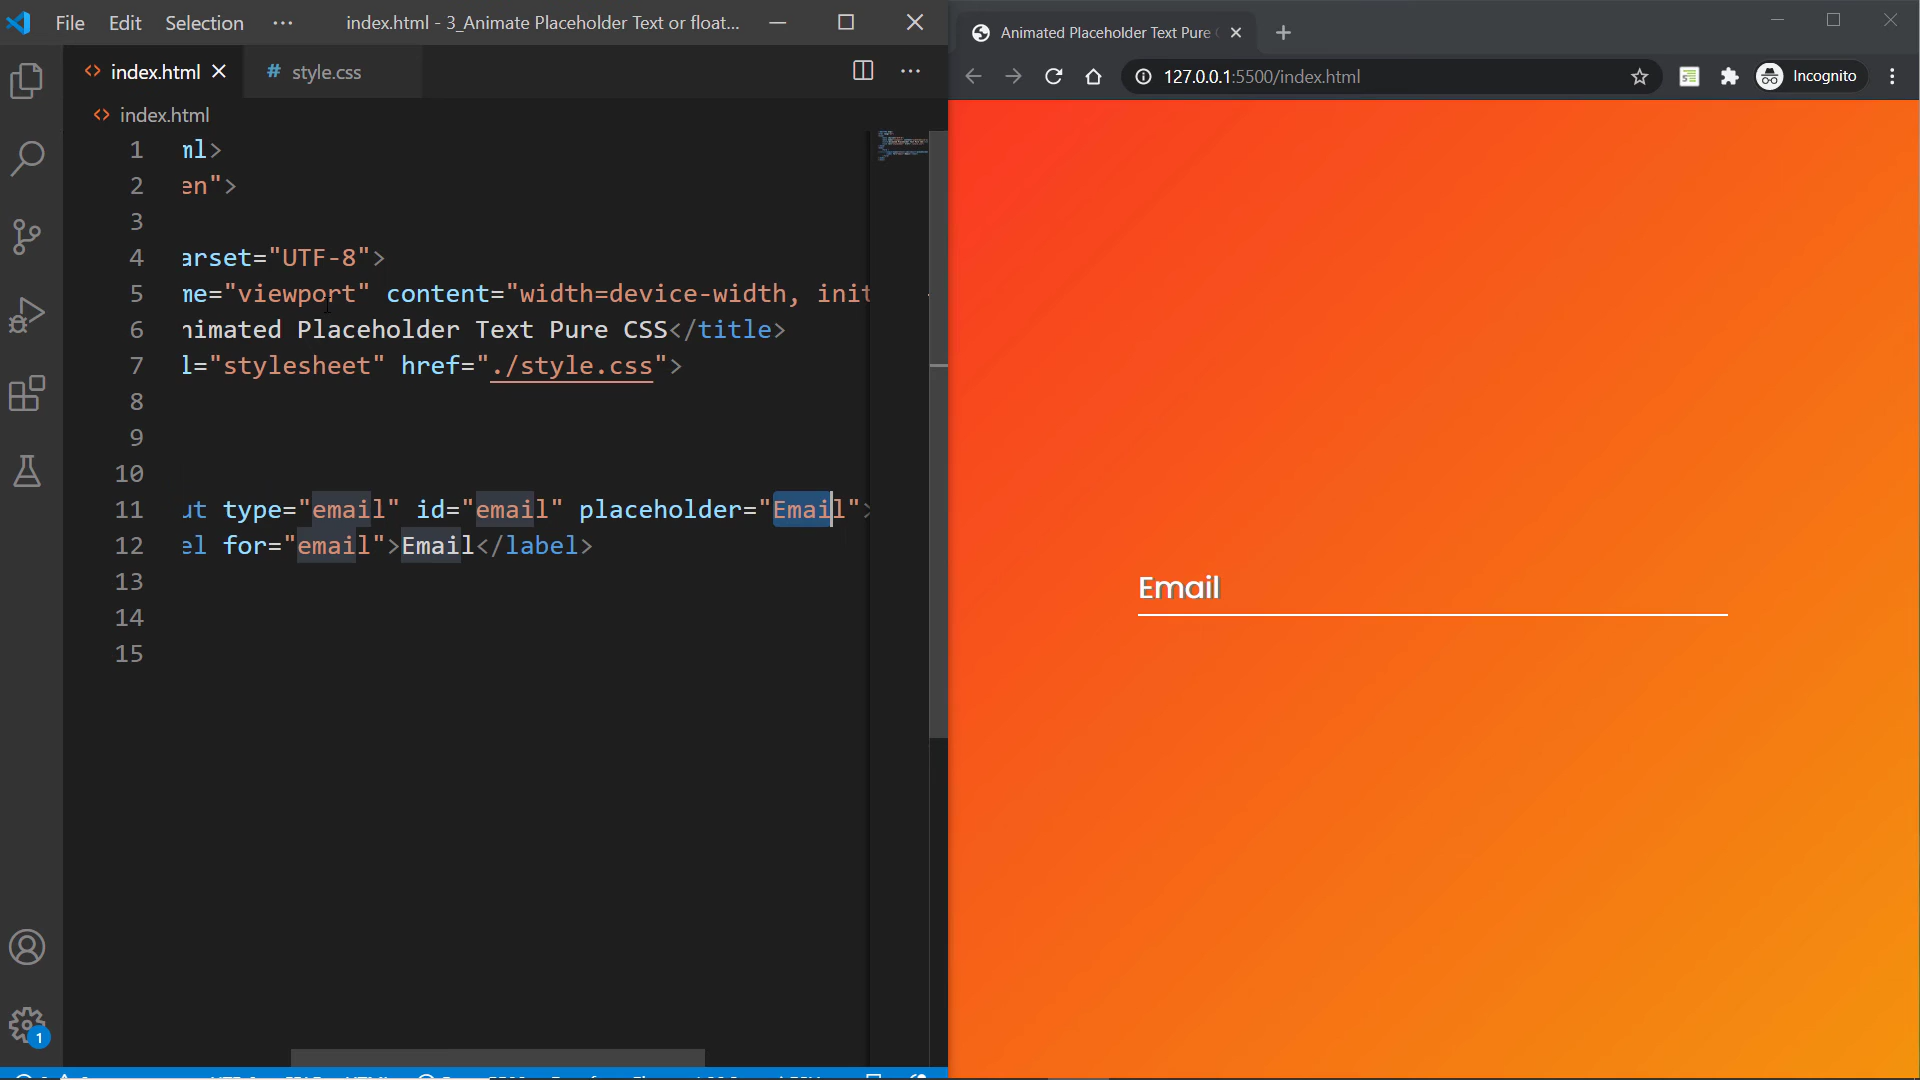 File Edit Selection ··· index.html - 3_Animate Placeholder Text or float...
index.html style.css
index.html
1 ml>
2 en">
3
4 arset="UTF-8">
5 me="viewport" content="width=device-width, init
6 nimated Placeholder Text Pure CSS</title>
7 l="stylesheet" href="./style.css">
8
9
10
11 ut type="email" id="email" placeholder="Email">
12 el for="email">Email</label>
13
14
15
1
Animated Placeholder Text Pure
127.0.0.1:5500/index.html
Incognito
Email